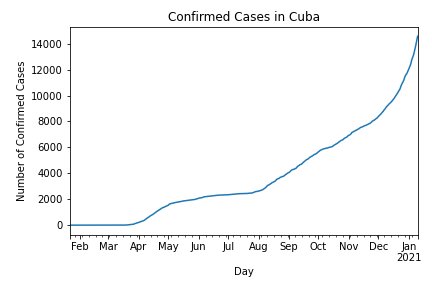 Confirmed Cases in Cuba
Number of Confirmed Cases
14000
12000
10000
8000
6000
4000
2000
0
Feb Mar Apr May Jun Jul Aug Sep Oct Nov Dec Jan
2021
Day